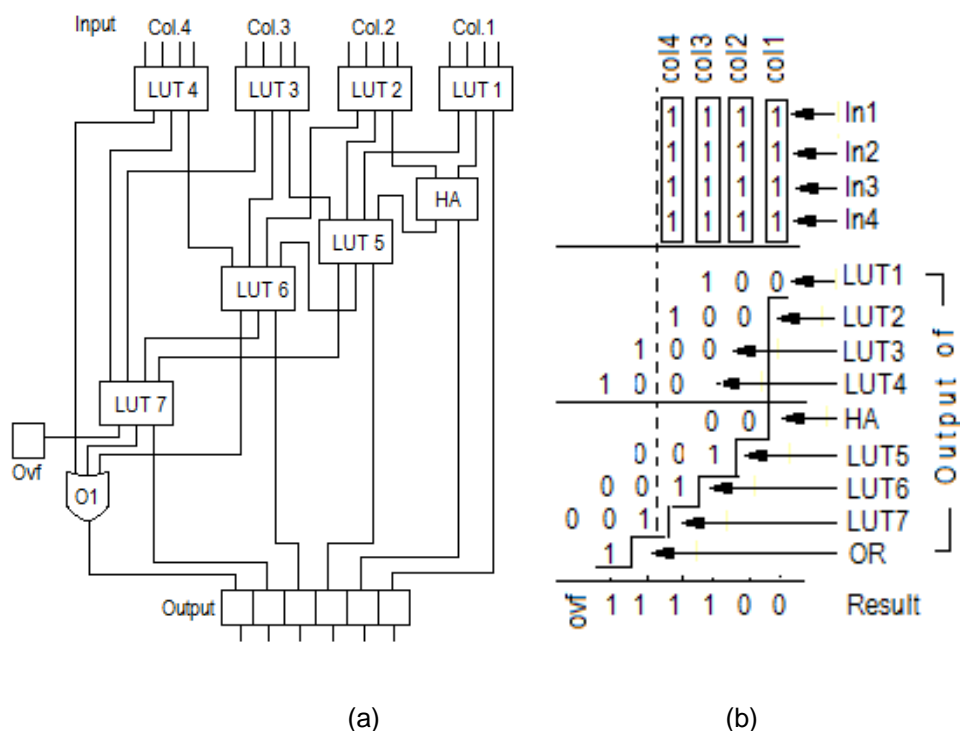 Input Col.4 Col.3 Col.2 Col.1
LUT 4 LUT 3 LUT 2 LUT 1
HA
LUT 5
LUT 6
LUT 7
Ovf
O1
Output
(a)
col4 col3 col2 col1
1 1 1 1 In1
1 1 1 1 In2
1 1 1 1 In3
1 1 1 1 In4
1 0 0 LUT1
1 0 0 LUT2
1 0 0 LUT3
1 0 0 LUT4
0 0 HA
0 0 1 LUT5
0 0 1 LUT6
0 0 1 LUT7
1 OR
Output of
ovf 1 1 1 1 0 0 Result
(b)